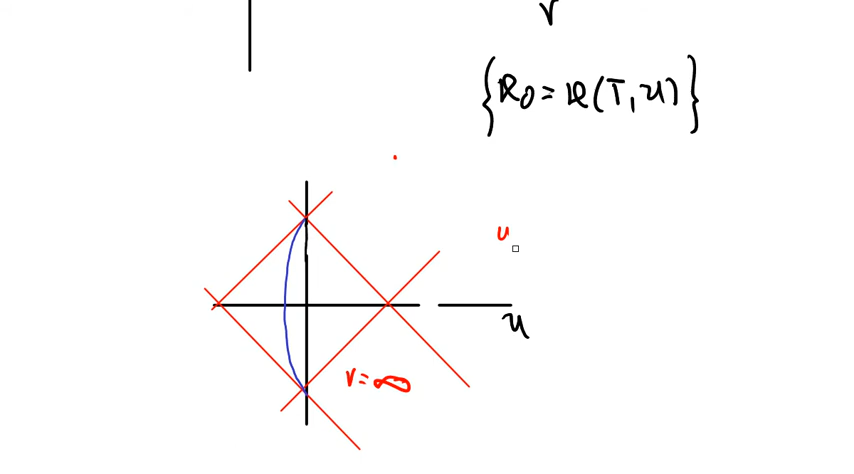 r
{R₀ = R(T, u)}
u
u
r = ∞